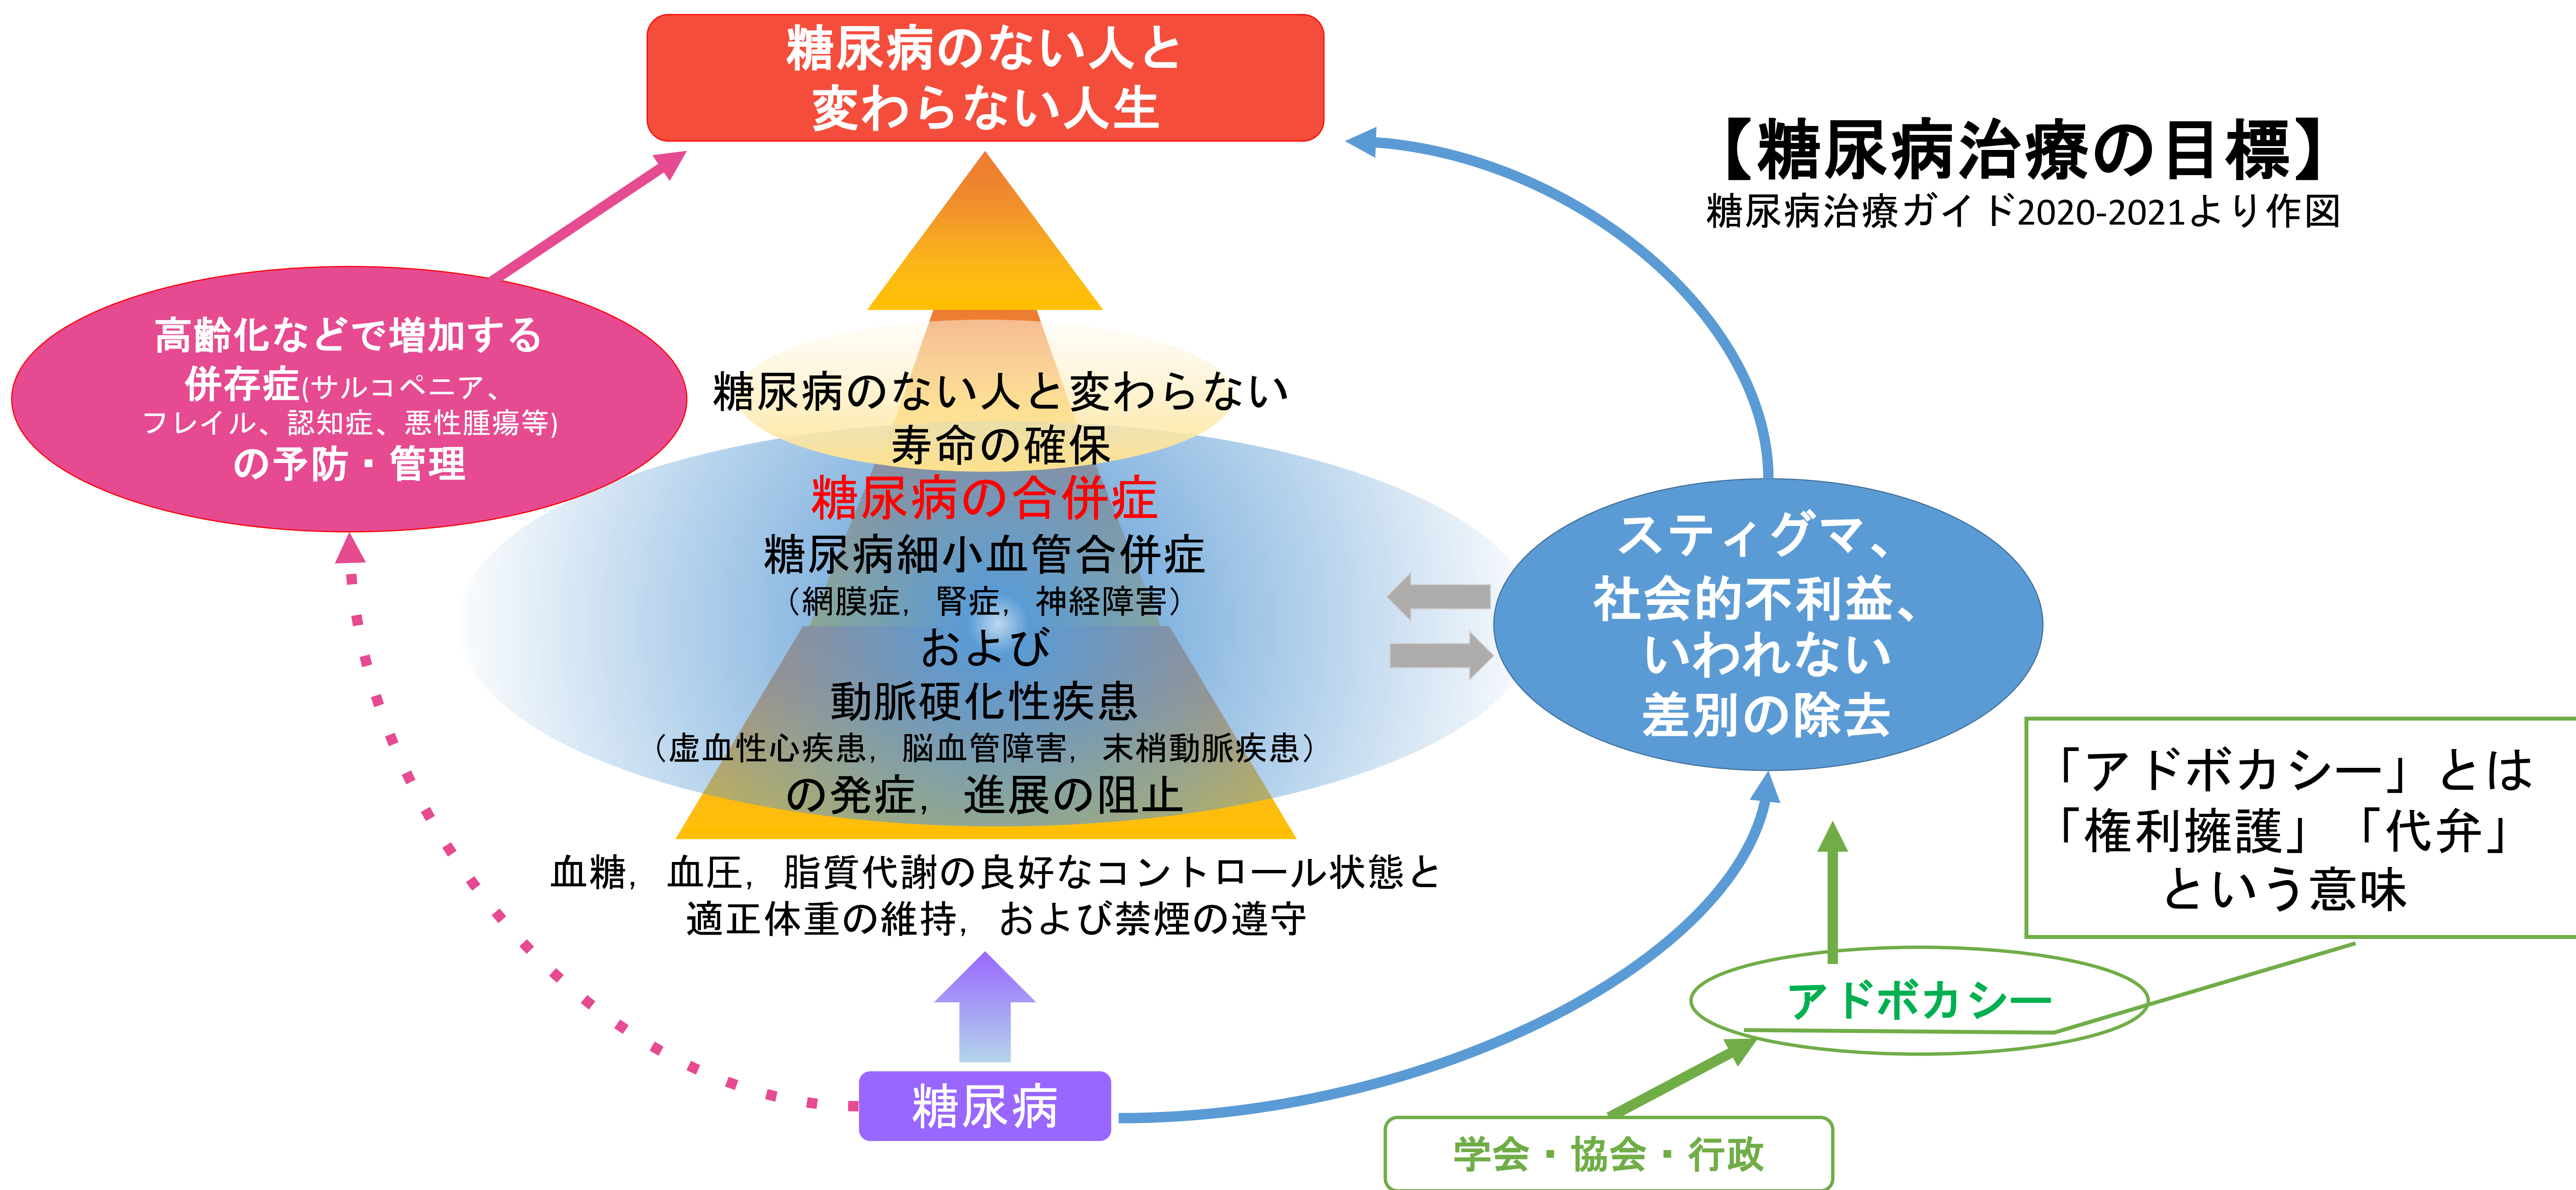 糖尿病のない人と
変わらない人生
【糖尿病治療の目標】
糖尿病治療ガイド2020-2021より作図
高齢化などで増加する
併存症(サルコペニア、
フレイル、認知症、悪性腫瘍等)
の予防・管理
糖尿病のない人と変わらない
寿命の確保
糖尿病の合併症
糖尿病細小血管合併症
（網膜症，腎症，神経障害）
および
動脈硬化性疾患
（虚血性心疾患，脳血管障害，末梢動脈疾患）
の発症，進展の阻止
血糖，血圧，脂質代謝の良好なコントロール状態と
適正体重の維持，および禁煙の遵守
糖尿病
スティグマ、
社会的不利益、
いわれない
差別の除去
「アドボカシー」とは
「権利擁護」「代弁」
という意味
アドボカシー
学会・協会・行政